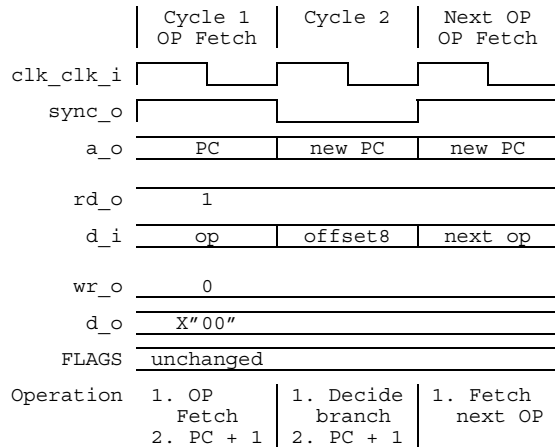 Cycle 1 Cycle 2 Next OP
OP Fetch OP Fetch
clk_clk_i
sync_o
a_o PC new PC new PC
rd_o 1
d_i op offset8 next op
wr_o 0
d_o X"00"
FLAGS unchanged
Operation 1. OP 1. Decide 1. Fetch
Fetch branch next OP
2. PC + 1 2. PC + 1